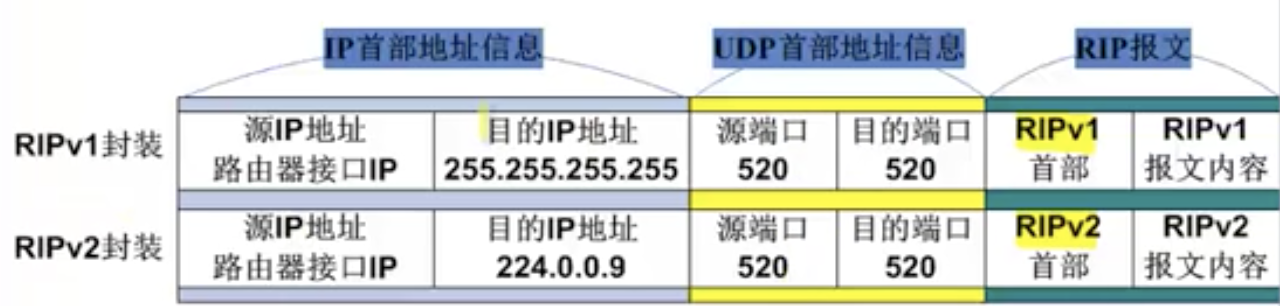 IP首部地址信息 UDP首部地址信息 RIP报文
RIPv1封装
源IP地址
路由器接口IP
目的IP地址
255.255.255.255
源端口
520
目的端口
520
RIPv1
首部
RIPv1
报文内容
RIPv2封装
源IP地址
路由器接口IP
目的IP地址
224.0.0.9
源端口
520
目的端口
520
RIPv2
首部
RIPv2
报文内容